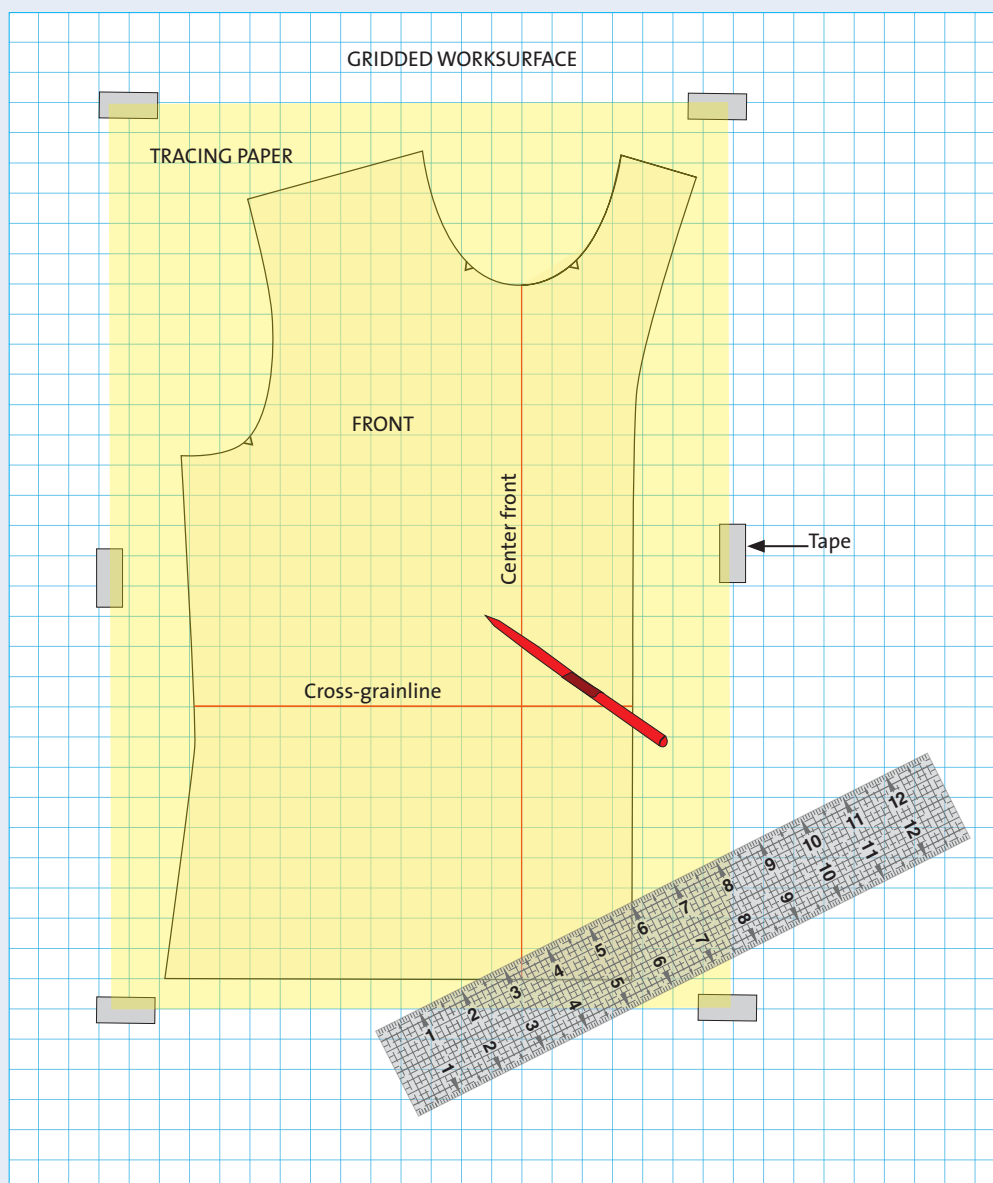 GRIDDED WORKSURFACE
TRACING PAPER
FRONT
Center front
Tape
Cross-grainline
1 2 3 4 5 6 7 8 9 10 11 12
1 2 3 4 5 6 7 8 9 10 11 12